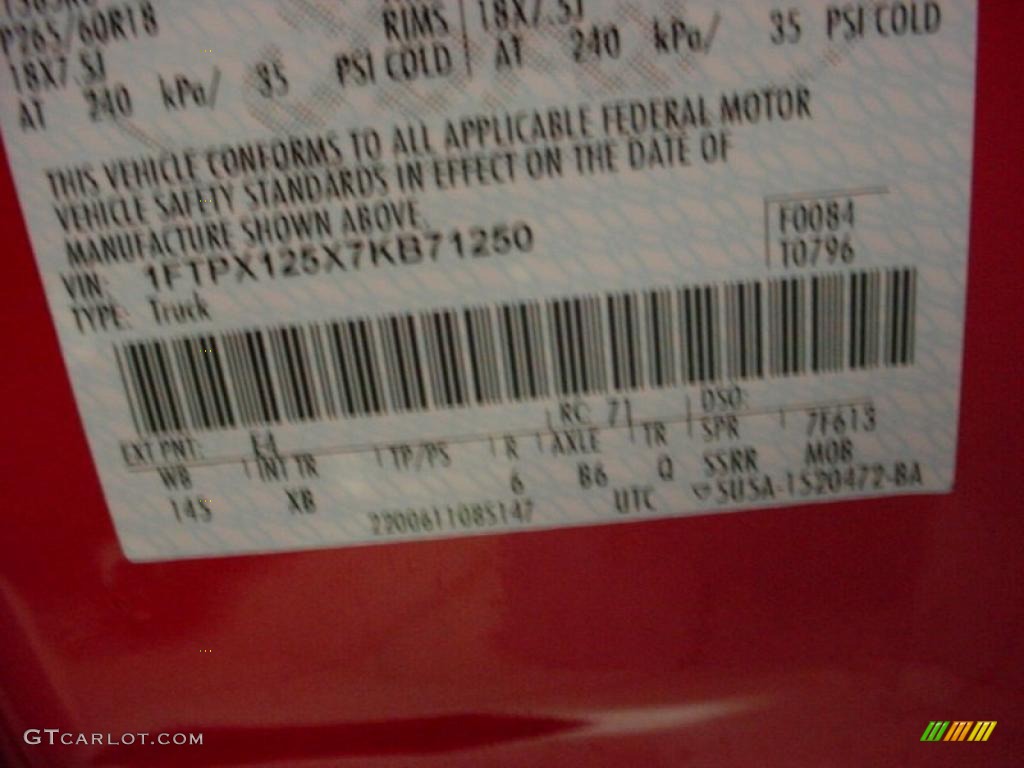 P265/60R18 RIMS 18X7.5J
18X7.5J
AT 240 kPa/ 35 PSI COLD AT 240 kPa/ 35 PSI COLD
THIS VEHICLE CONFORMS TO ALL APPLICABLE FEDERAL MOTOR
VEHICLE SAFETY STANDARDS IN EFFECT ON THE DATE OF
MANUFACTURE SHOWN ABOVE.
VIN: 1FTPX125X7KB71250
F0084
T0796
TYPE: Truck
EXT PNT: E4 RC: 71 DSO:
WB INT TR TP/PS R AXLE TR SPR 7F613
145 XB 6 B6 Q SSRR MOB
2200611085147 UTC SUSA-1520472-BA
GTCARLOT.COM